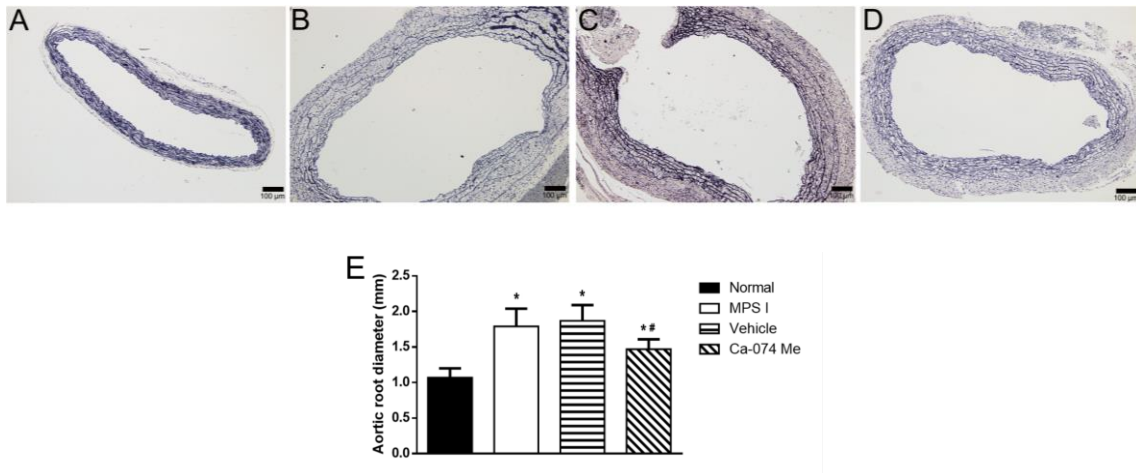 A
B
C
D
100 µm
100 µm
100 µm
100 µm
E
Aortic root diameter (mm)
2.5
2.0
1.5
1.0
0.5
0.0
*
*
* #
Normal
MPS I
Vehicle
Ca-074 Me